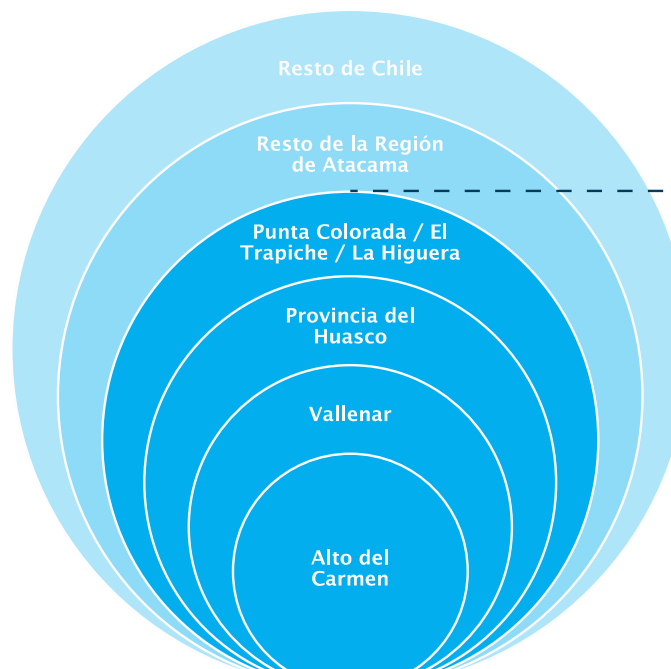 Resto de Chile
Resto de la Región
de Atacama
Punta Colorada / El
Trapiche / La Higuera
Provincia del
Huasco
Vallenar
Alto del
Carmen